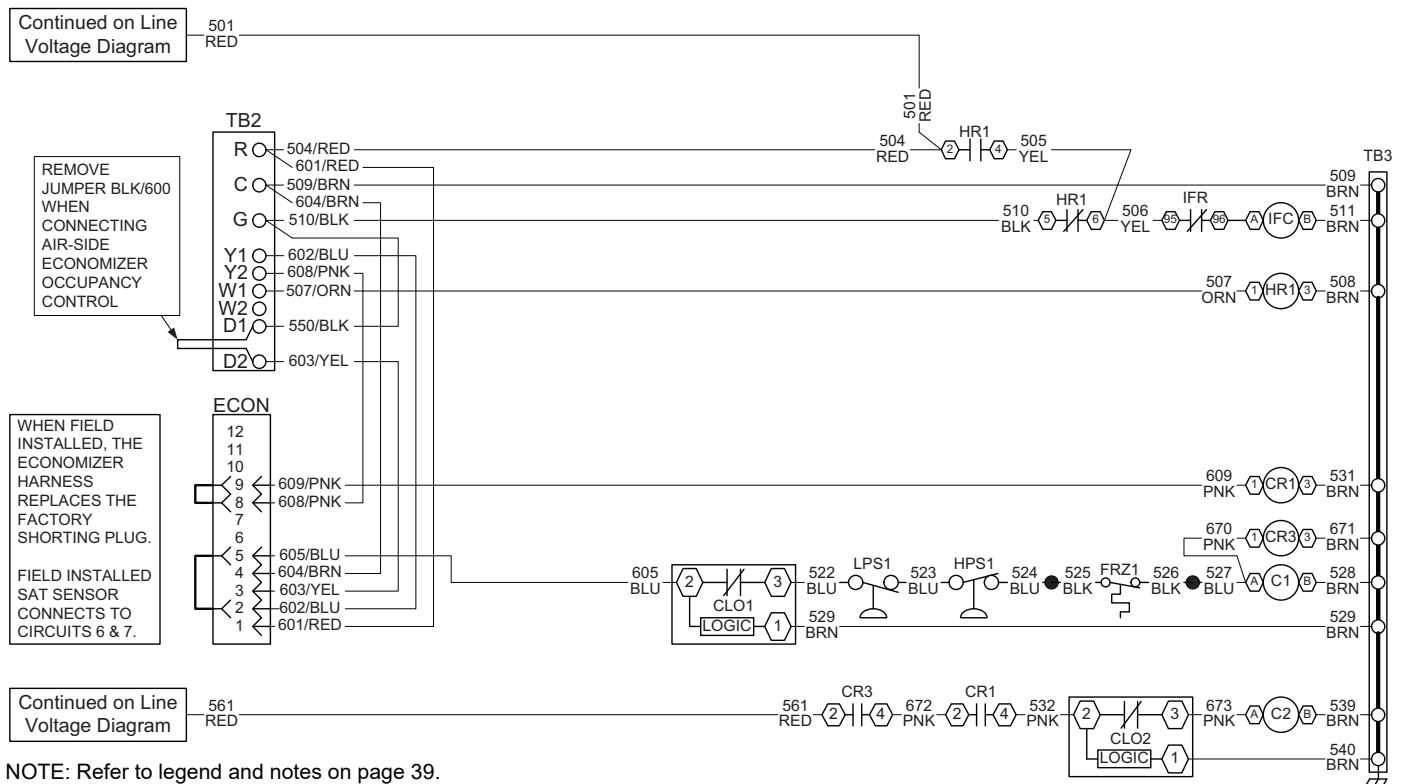 Continued on Line
Voltage Diagram
501
RED
501
RED
TB2
R
504/RED
601/RED
C
509/BRN
604/BRN
G
510/BLK
Y1
602/BLU
Y2
608/PNK
W1
507/ORN
W2
D1
550/BLK
D2
603/YEL
REMOVE
JUMPER BLK/600
WHEN
CONNECTING
AIR-SIDE
ECONOMIZER
OCCUPANCY
CONTROL
504
RED
2
HR1
4
505
YEL
TB3
509
BRN
510
BLK
5
HR1
6
506
YEL
95
IFR
96
A
IFC
B
511
BRN
507
ORN
1
HR1
3
508
BRN
ECON
12
11
10
9
609/PNK
8
608/PNK
7
6
5
605/BLU
4
604/BRN
3
603/YEL
2
602/BLU
1
601/RED
WHEN FIELD
INSTALLED, THE
ECONOMIZER
HARNESS
REPLACES THE
FACTORY
SHORTING PLUG.
FIELD INSTALLED
SAT SENSOR
CONNECTS TO
CIRCUITS 6 & 7.
609
PNK
1
CR1
3
531
BRN
670
PNK
1
CR3
3
671
BRN
605
BLU
2
CLO1
3
LOGIC
1
522
BLU
LPS1
523
BLU
HPS1
524
BLU
525
BLK
FRZ1
526
BLK
527
BLU
A
C1
B
528
BRN
529
BRN
529
BRN
Continued on Line
Voltage Diagram
561
RED
561
RED
2
CR3
4
672
PNK
2
CR1
4
532
PNK
2
CLO2
3
LOGIC
1
673
PNK
A
C2
B
539
BRN
540
BRN
NOTE: Refer to legend and notes on page 39.